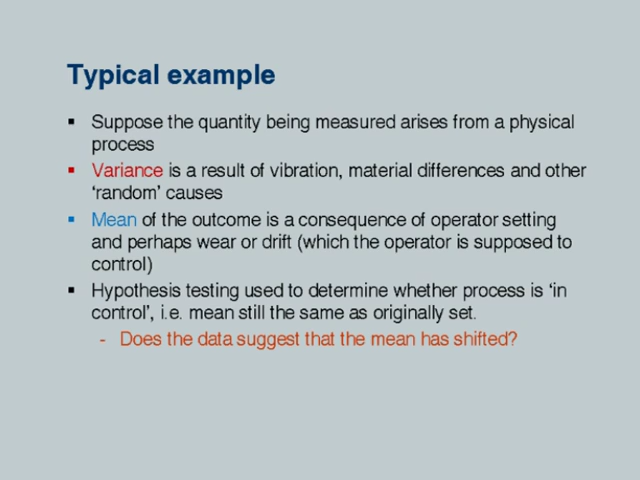 Typical example
▪ Suppose the quantity being measured arises from a physical
process
▪ Variance is a result of vibration, material differences and other
‘random’ causes
▪ Mean of the outcome is a consequence of operator setting
and perhaps wear or drift (which the operator is supposed to
control)
▪ Hypothesis testing used to determine whether process is ‘in
control’, i.e. mean still the same as originally set.
- Does the data suggest that the mean has shifted?